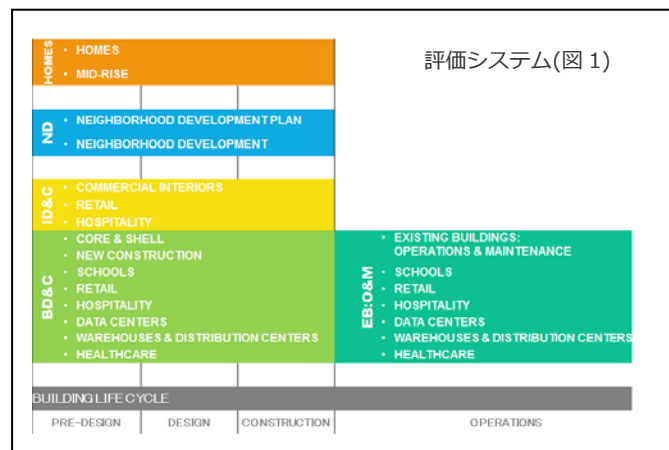 評価システム(図1)
HOMES
• HOMES
• MID-RISE
ND
• NEIGHBORHOOD DEVELOPMENT PLAN
• NEIGHBORHOOD DEVELOPMENT
ID&C
• COMMERCIAL INTERIORS
• RETAIL
• HOSPITALITY
BD&C
• CORE & SHELL
• NEW CONSTRUCTION
• SCHOOLS
• RETAIL
• HOSPITALITY
• DATA CENTERS
• WAREHOUSES & DISTRIBUTION CENTERS
• HEALTHCARE
EB:O&M
• EXISTING BUILDINGS:
OPERATIONS & MAINTENANCE
• SCHOOLS
• RETAIL
• HOSPITALITY
• DATA CENTERS
• WAREHOUSES & DISTRIBUTION CENTERS
• HEALTHCARE
BUILDING LIFE CYCLE
PRE-DESIGN DESIGN CONSTRUCTION OPERATIONS